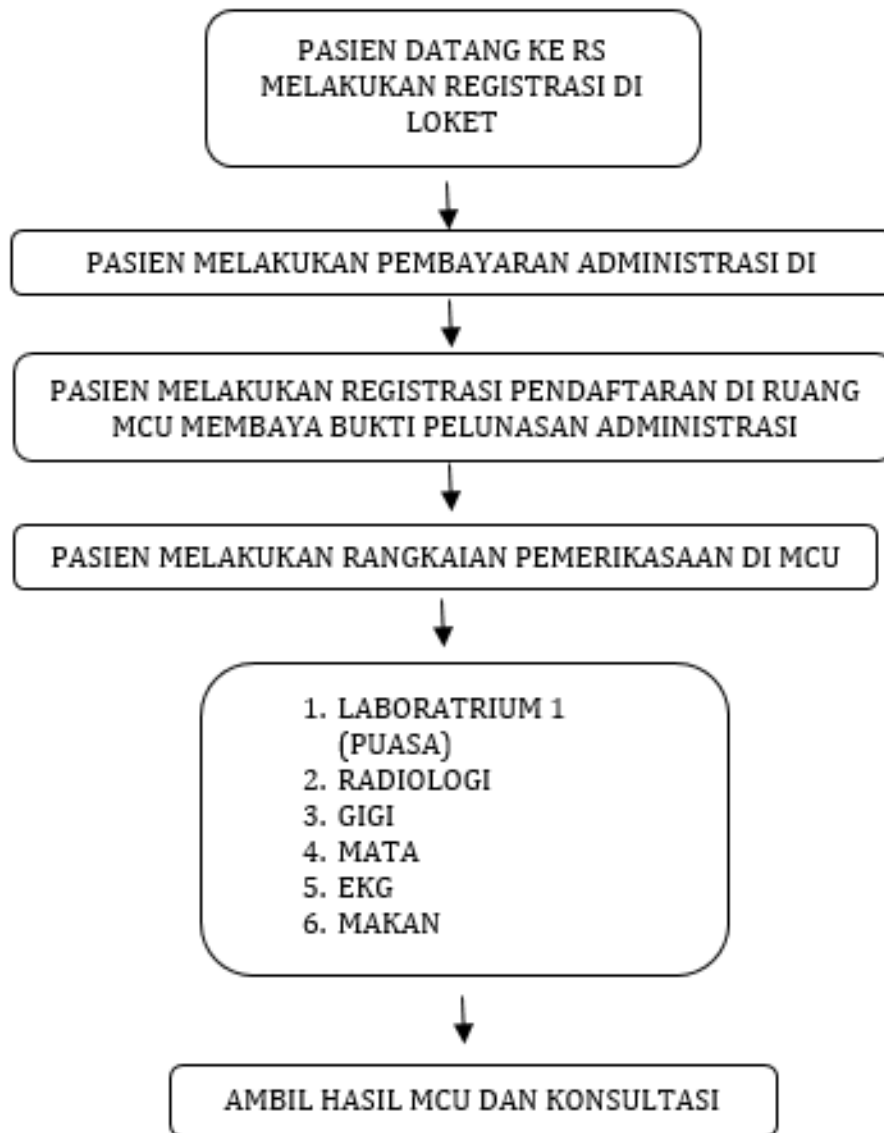 PASIEN DATANG KE RS
MELAKUKAN REGISTRASI DI
LOKET
PASIEN MELAKUKAN PEMBAYARAN ADMINISTRASI DI
PASIEN MELAKUKAN REGISTRASI PENDAFTARAN DI RUANG
MCU MEMBAYA BUKTI PELUNASAN ADMINISTRASI
PASIEN MELAKUKAN RANGKAIAN PEMERIKASAAN DI MCU
1. LABORATRIUM 1
(PUASA)
2. RADIOLOGI
3. GIGI
4. MATA
5. EKG
6. MAKAN
AMBIL HASIL MCU DAN KONSULTASI